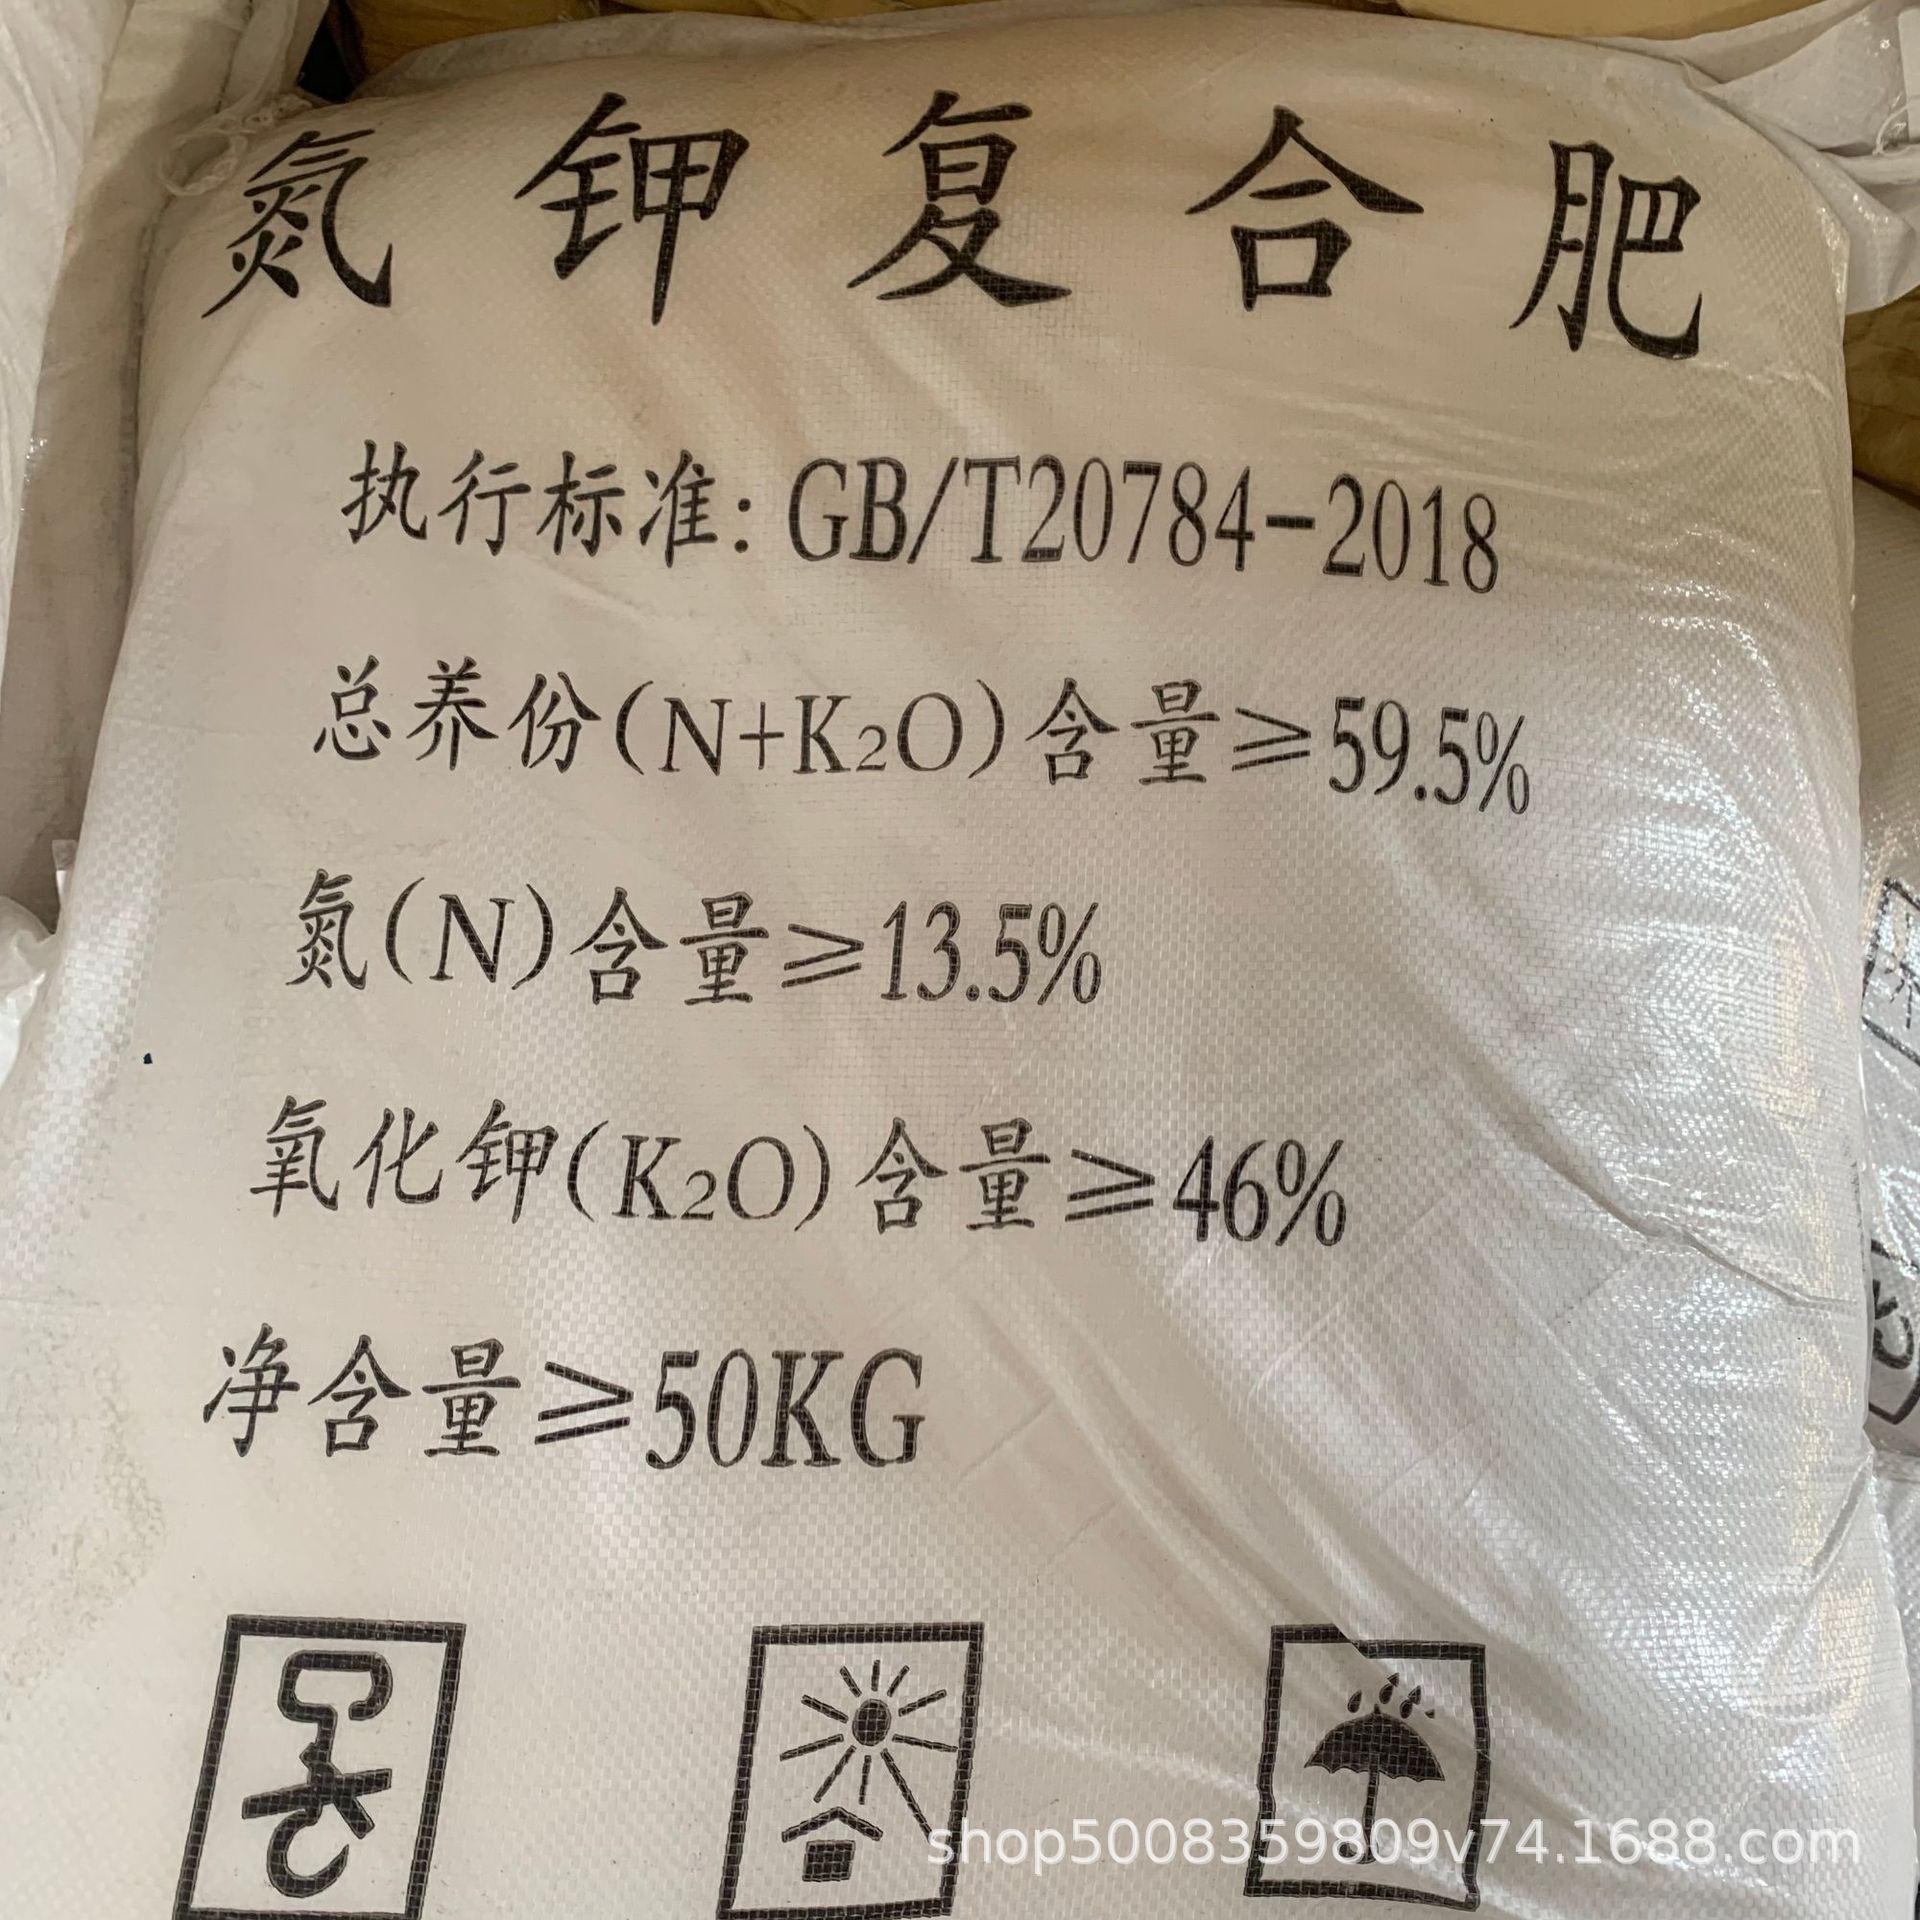 氮钾复合肥
执行标准：GB/T20784-2018
总养份(N+K2O)含量≥59.5%
氮(N)含量≥13.5%
氧化钾(K2O)含量≥46%
净含量≥50KG
shop5008359809v74.1688.com